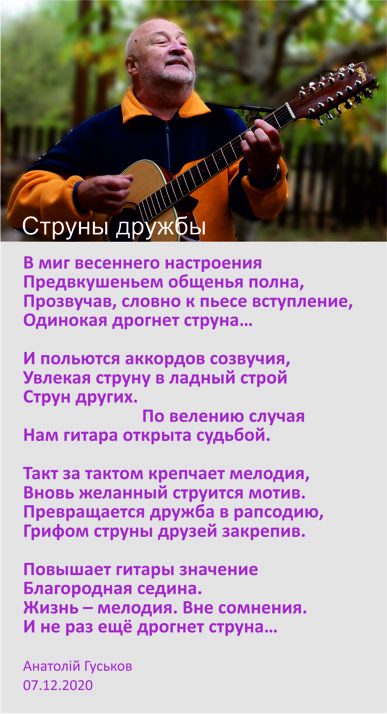 Струны дружбы
В миг весеннего настроения
Предвкушеньем общенья полна,
Прозвучав, словно к пьесе вступление,
Одинокая дрогнет струна...
И польются аккордов созвучия,
Увлекая струну в ладный строй
Струн других.
По велению случая
Нам гитара открыта судьбой.
Такт за тактом крепчает мелодия,
Вновь желанный струится мотив.
Превращается дружба в рапсодию,
Грифом струны друзей закрепив.
Повышает гитары значение
Благородная седина.
Жизнь – мелодия. Вне сомнения.
И не раз ещё дрогнет струна...
Анатолій Гуськов
07.12.2020